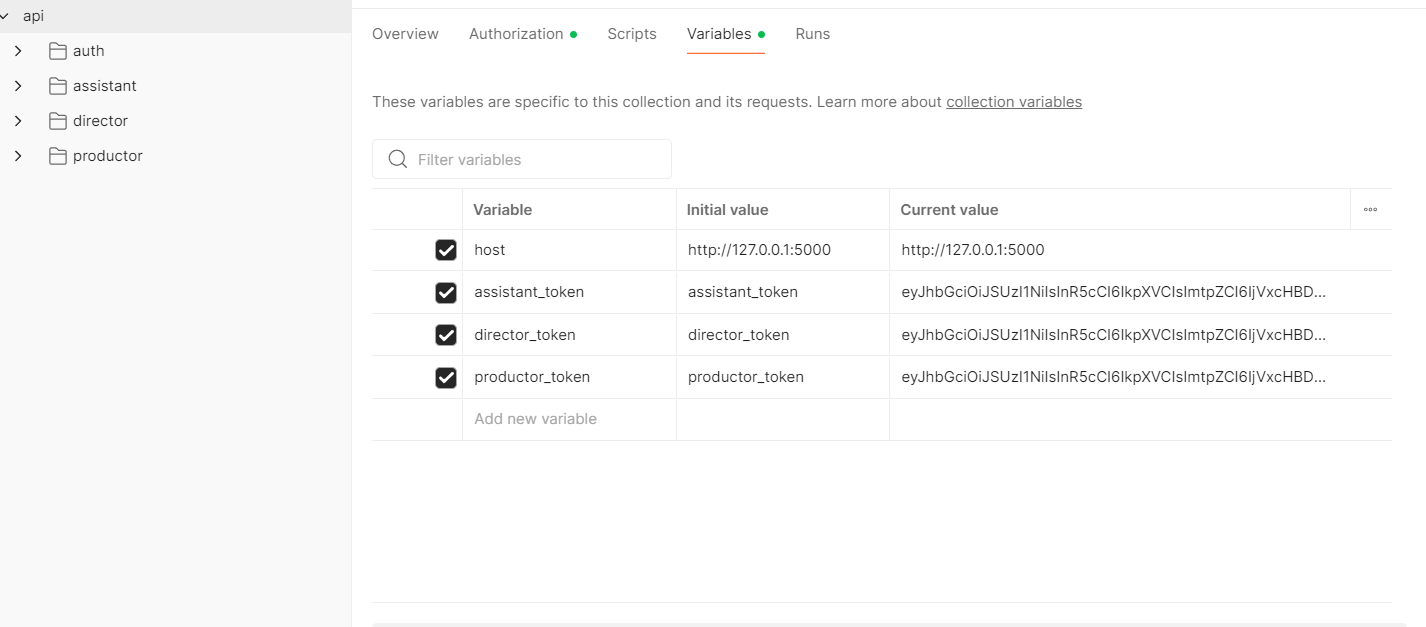 api
auth
assistant
director
productor
Overview Authorization Scripts Variables Runs
These variables are specific to this collection and its requests. Learn more about collection variables
Filter variables
Variable Initial value Current value
host http://127.0.0.1:5000 http://127.0.0.1:5000
assistant_token assistant_token eyJhbGciOiJSUzI1NiIsInR5cCI6IkpXVCIsImtpZCI6IjVxcHBD...
director_token director_token eyJhbGciOiJSUzI1NiIsInR5cCI6IkpXVCIsImtpZCI6IjVxcHBD...
productor_token productor_token eyJhbGciOiJSUzI1NiIsInR5cCI6IkpXVCIsImtpZCI6IjVxcHBD...
Add new variable